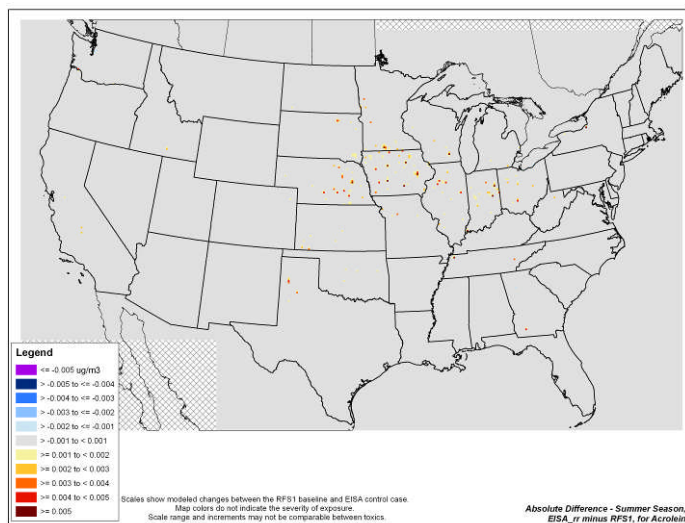 Legend
<= -0.005 ug/m3
> -0.005 to <= -0.004
> -0.004 to <= -0.003
> -0.003 to <= -0.002
> -0.002 to <= -0.001
> -0.001 to < 0.001
>= 0.001 to < 0.002
>= 0.002 to < 0.003
>= 0.003 to < 0.004
>= 0.004 to < 0.005
>= 0.005
Scales show modeled changes between the RFS1 baseline and EISA control case.
Map colors do not indicate the severity of exposure.
Scale range and increments may not be comparable between toxics.
Absolute Difference - Summer Season,
EISA_rr minus RFS1, for Acrolein